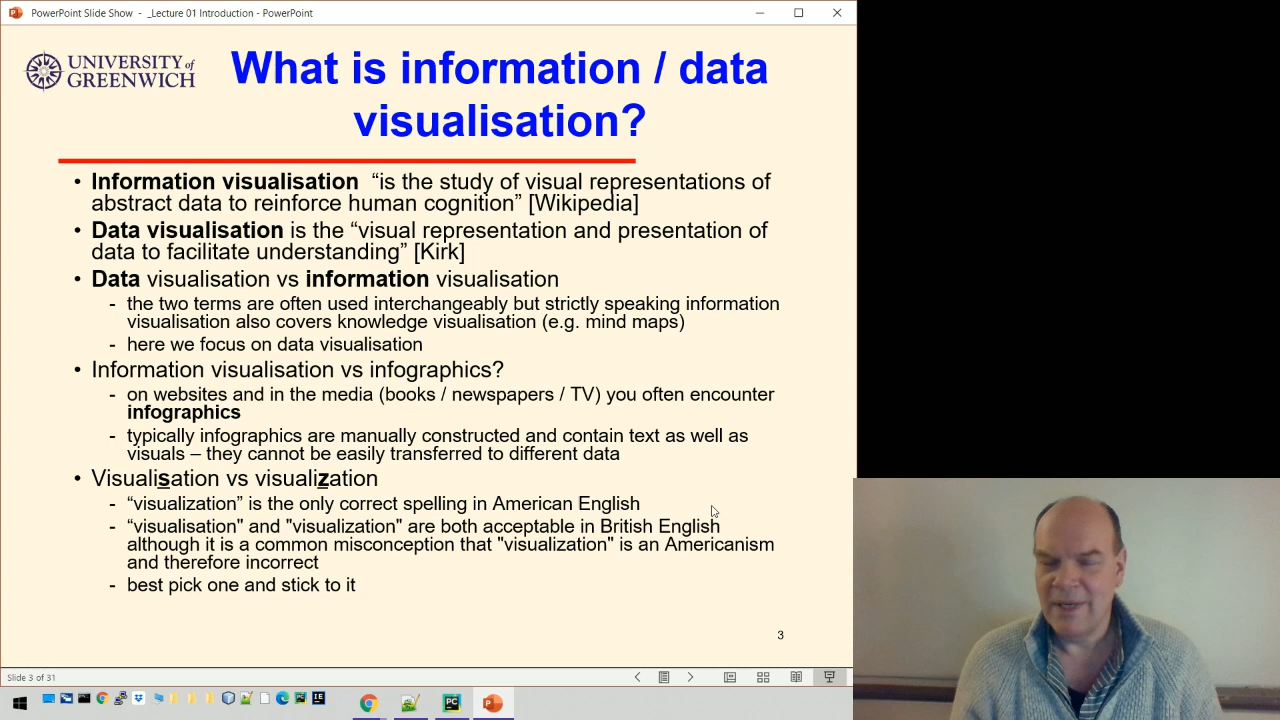 PowerPoint Slide Show - _Lecture 01 Introduction - PowerPoint
UNIVERSITY of
GREENWICH
What is information / data
visualisation?
• Information visualisation “is the study of visual representations of
abstract data to reinforce human cognition” [Wikipedia]
• Data visualisation is the “visual representation and presentation of
data to facilitate understanding” [Kirk]
• Data visualisation vs information visualisation
- the two terms are often used interchangeably but strictly speaking information
visualisation also covers knowledge visualisation (e.g. mind maps)
- here we focus on data visualisation
• Information visualisation vs infographics?
- on websites and in the media (books / newspapers / TV) you often encounter
infographics
- typically infographics are manually constructed and contain text as well as
visuals – they cannot be easily transferred to different data
• Visualisation vs visualization
- “visualization” is the only correct spelling in American English
- “visualisation" and "visualization" are both acceptable in British English
although it is a common misconception that "visualization" is an Americanism
and therefore incorrect
- best pick one and stick to it
3
Slide 3 of 31
IE
PC
P